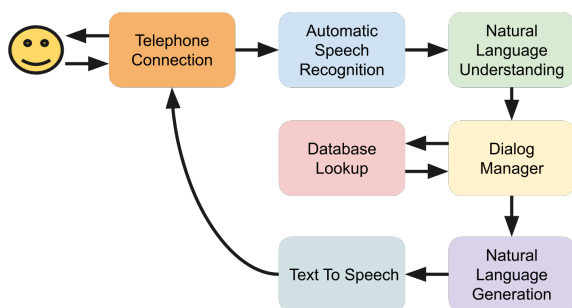 Telephone
Connection
Automatic
Speech
Recognition
Natural
Language
Understanding
Database
Lookup
Dialog
Manager
Text To Speech
Natural
Language
Generation